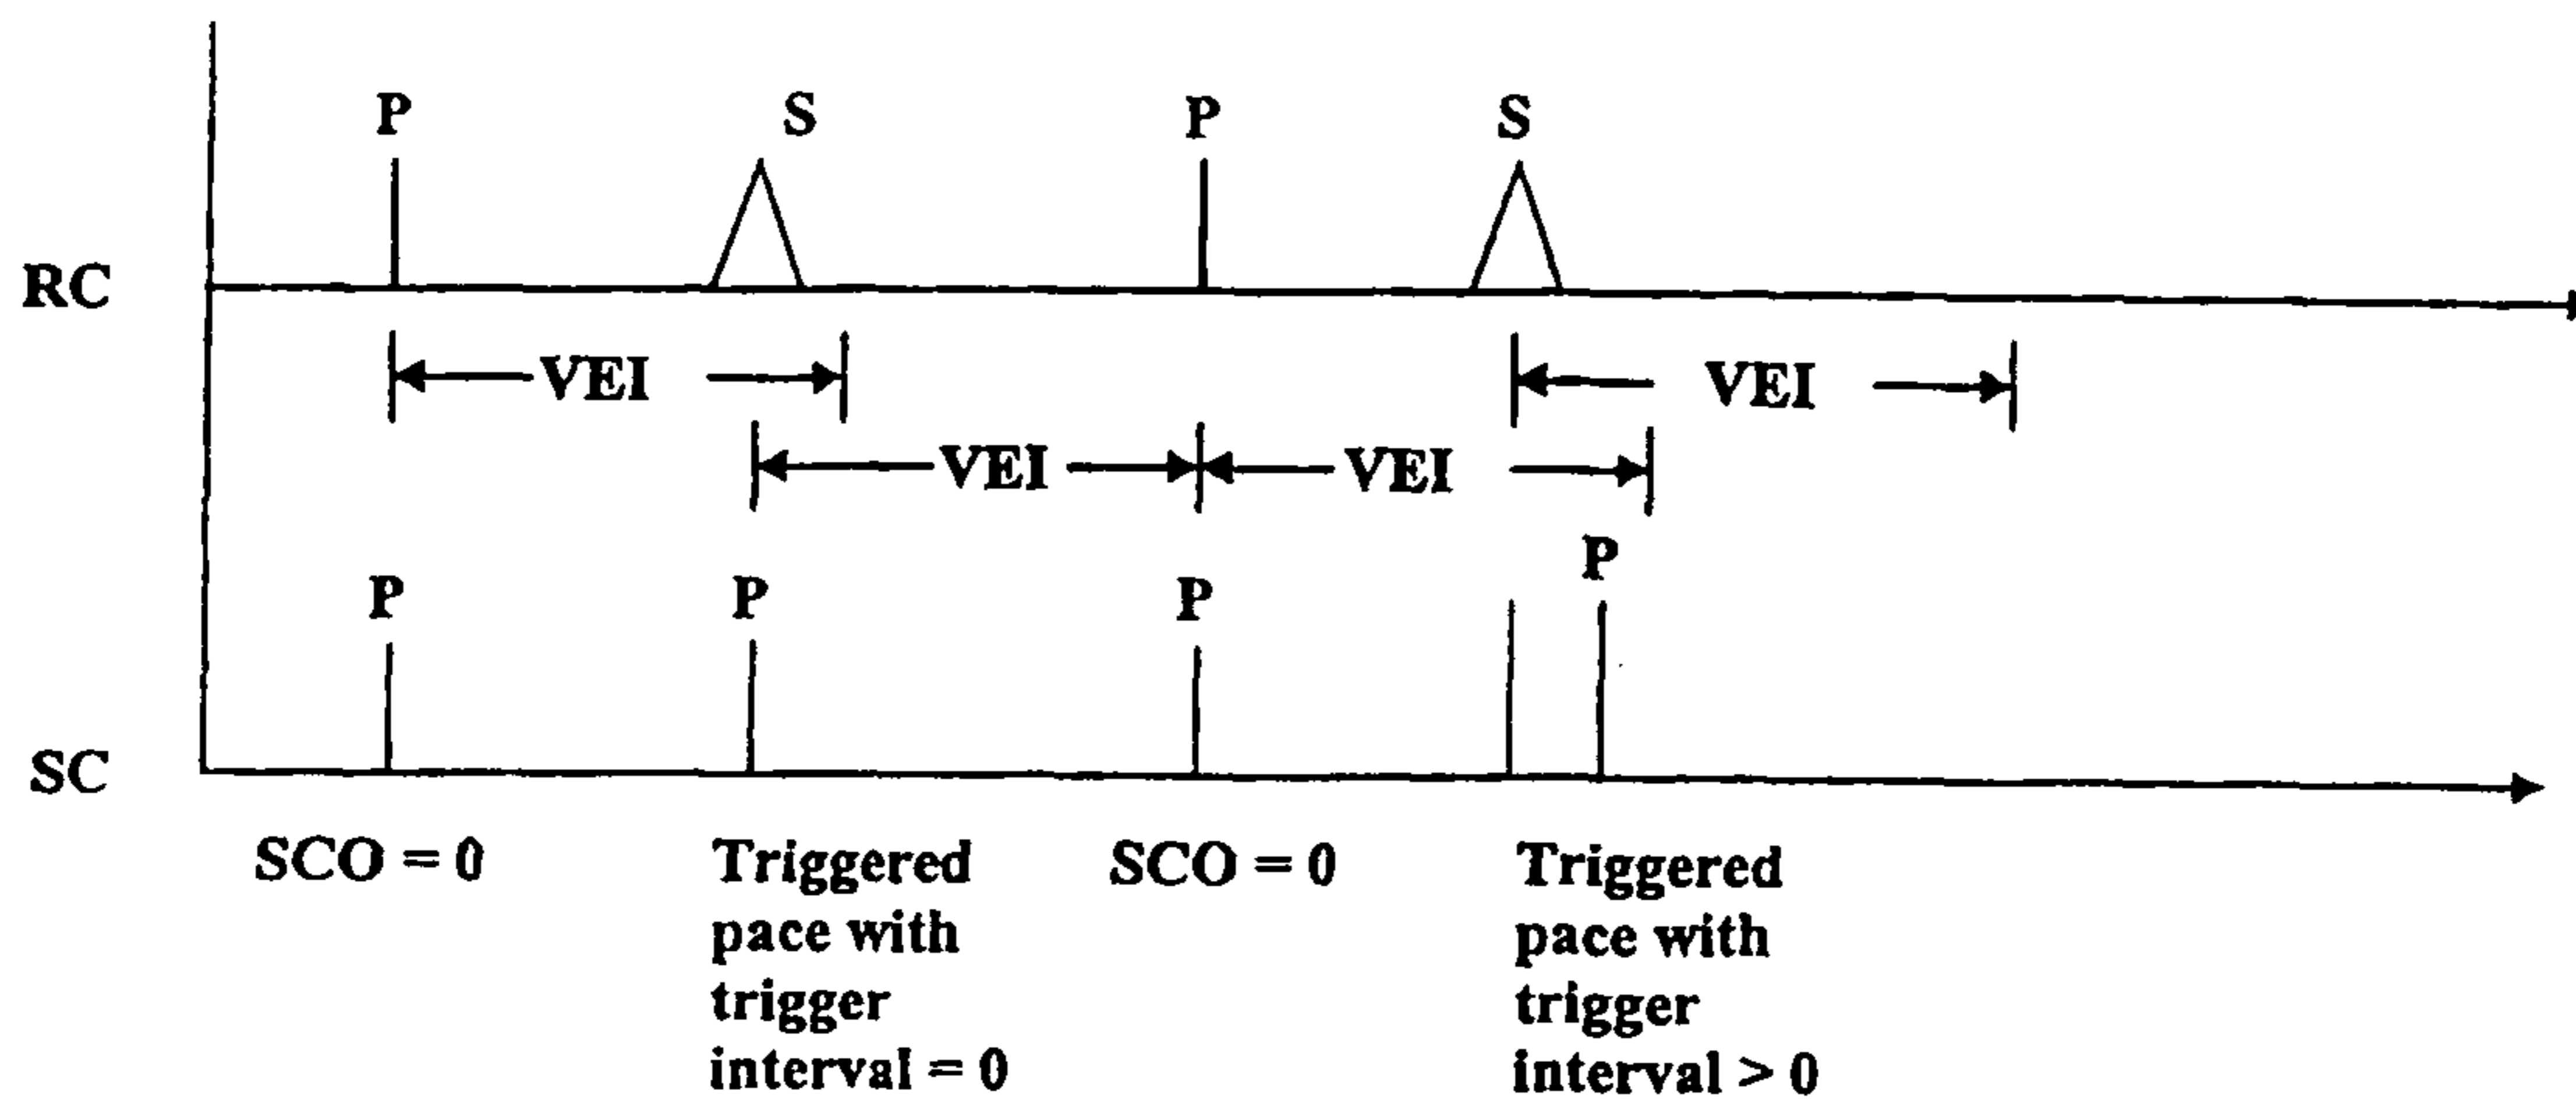 P S P S
RC
VEI VEI
VEI VEI
P
P P P
SC
SCO = 0
Triggered
pace with
trigger
interval = 0
SCO = 0
Triggered
pace with
trigger
interval > 0